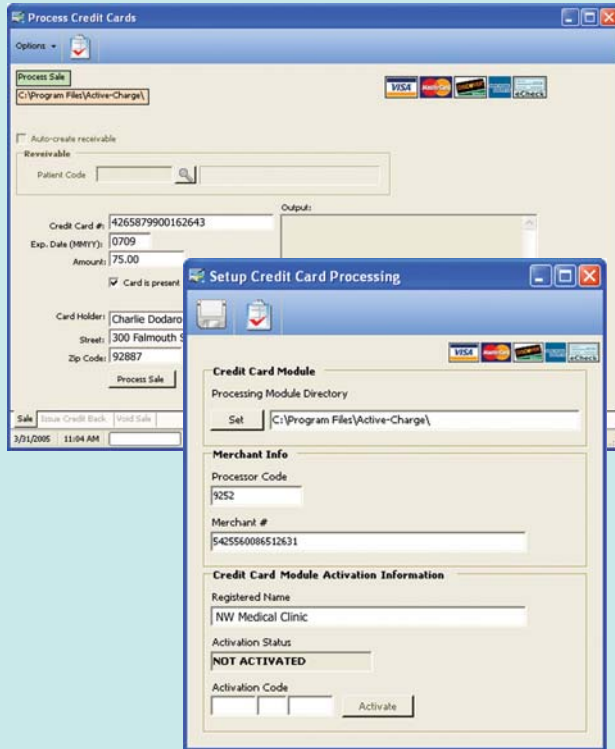 Process Credit Cards
Options
Process Sale
C:\Program Files\Active-Charge\
VISA MasterCard eCheck
Auto-create receivable
Reveivable
Patient Code
Output:
Credit Card #: 4265879900162643
Exp. Date (MMYY): 0709
Amount: 75.00
Card is present
Card Holder: Charlie Dodaro
Street: 300 Falmouth S
Zip Code: 92887
Process Sale
Sale Issue Credit Back Void Sale
3/31/2005 11:04 AM
Setup Credit Card Processing
VISA MasterCard eCheck
Credit Card Module
Processing Module Directory
Set C:\Program Files\Active-Charge\
Merchant Info
Processor Code
9252
Merchant #
5425560086512631
Credit Card Module Activation Information
Registered Name
NW Medical Clinic
Activation Status
NOT ACTIVATED
Activation Code
Activate